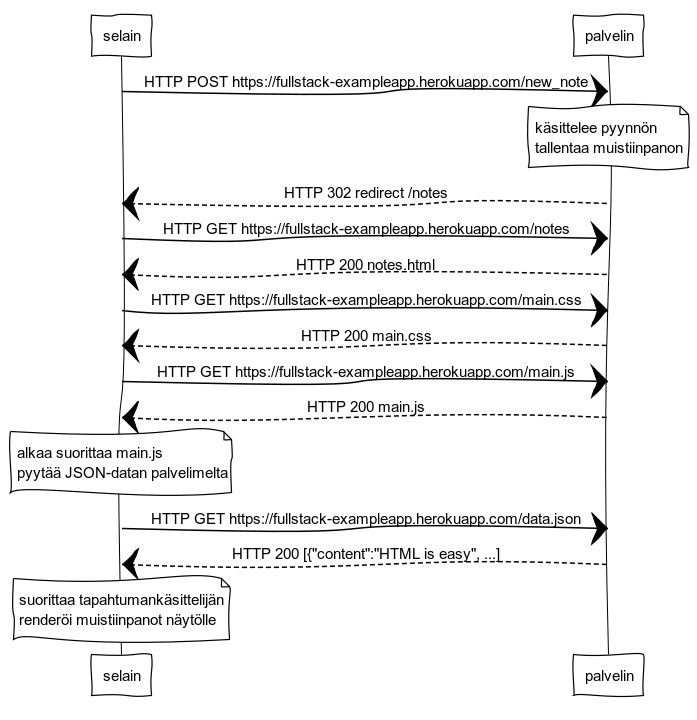 selain
palvelin
HTTP POST https://fullstack-exampleapp.herokuapp.com/new_note
käsittelee pyynnön
tallentaa muistiinpanon
HTTP 302 redirect /notes
HTTP GET https://fullstack-exampleapp.herokuapp.com/notes
HTTP 200 notes.html
HTTP GET https://fullstack-exampleapp.herokuapp.com/main.css
HTTP 200 main.css
HTTP GET https://fullstack-exampleapp.herokuapp.com/main.js
HTTP 200 main.js
alkaa suorittaa main.js
pyytää JSON-datan palvelimelta
HTTP GET https://fullstack-exampleapp.herokuapp.com/data.json
HTTP 200 [{"content":"HTML is easy", ...]
suorittaa tapahtumankäsittelijän
renderöi muistiinpanot näytölle
selain
palvelin